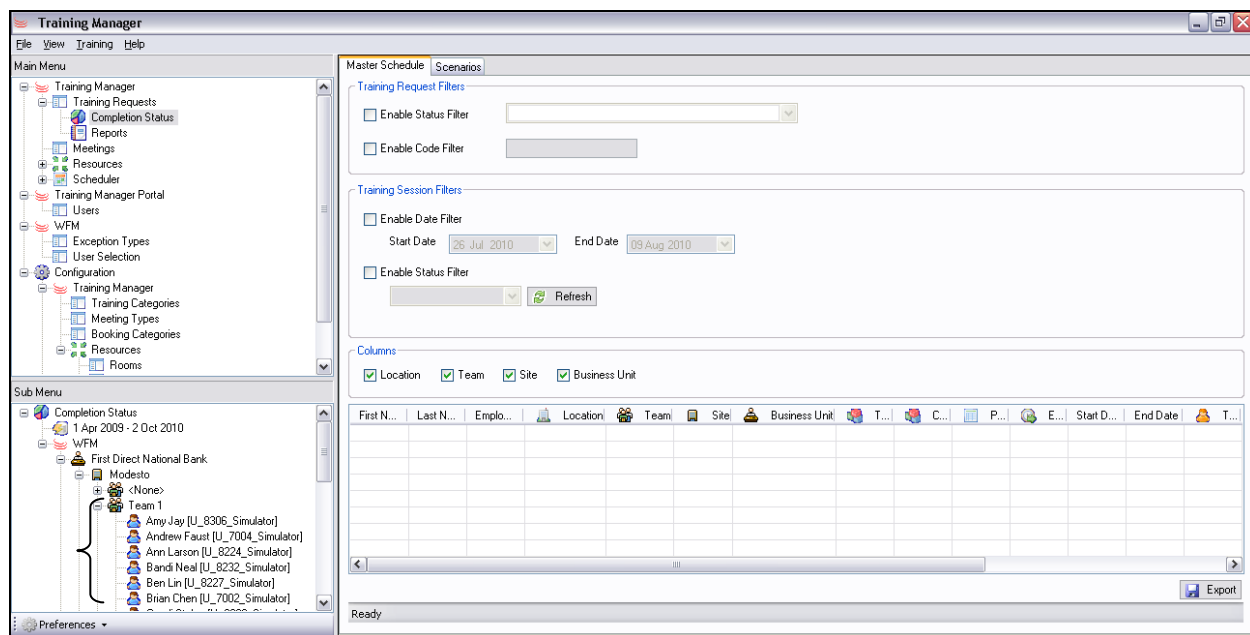 Training Manager
File View Training Help
Main Menu
Training Manager
Training Requests
Completion Status
Reports
Meetings
Resources
Scheduler
Training Manager Portal
Users
WFM
Exception Types
User Selection
Configuration
Training Manager
Training Categories
Meeting Types
Booking Categories
Resources
Rooms
Sub Menu
Completion Status
1 Apr 2009 - 2 Oct 2010
WFM
First Direct National Bank
Modesto
<None>
Team 1
Amy Jay [U_8306_Simulator]
Andrew Faust [U_7004_Simulator]
Ann Larson [U_8224_Simulator]
Bandi Neal [U_8232_Simulator]
Ben Lin [U_8227_Simulator]
Brian Chen [U_7002_Simulator]
Preferences
Master Schedule Scenarios
Training Request Filters
Enable Status Filter
Enable Code Filter
Training Session Filters
Enable Date Filter
Start Date 26 Jul 2010 End Date 09 Aug 2010
Enable Status Filter
Refresh
Columns
Location Team Site Business Unit
First N... Last N... Emplo... Location Team Site Business Unit T... C... P... E... Start D... End Date T...
Export
Ready